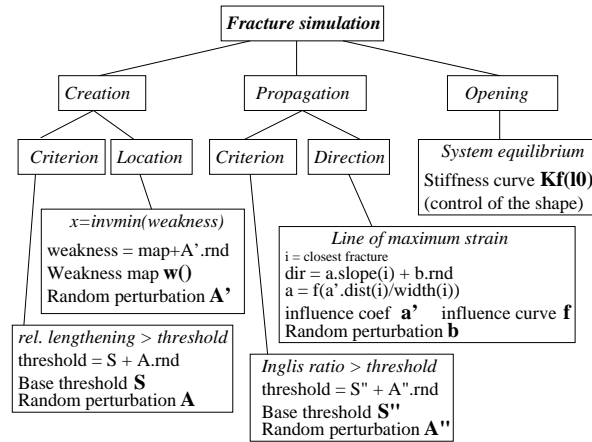 Fracture simulation
Creation
Propagation
Opening
Criterion
Location
Criterion
Direction
System equilibrium
Stiffness curve Kf(l0)
(control of the shape)
x=invmin(weakness)
weakness = map+A'.rnd
Weakness map w()
Random perturbation A'
Line of maximum strain
i = closest fracture
dir = a.slope(i) + b.rnd
a = f(a'.dist(i)/width(i))
influence coef a' influence curve f
Random perturbation b
rel. lengthening > threshold
threshold = S + A.rnd
Base threshold S
Random perturbation A
Inglis ratio > threshold
threshold = S" + A".rnd
Base threshold S"
Random perturbation A"